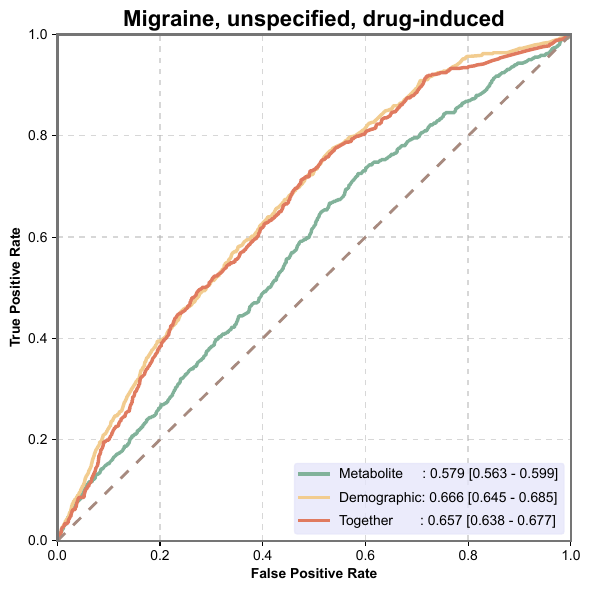 Migraine, unspecified, drug-induced
1.0
0.8
0.6
0.4
0.2
0.0
True Positive Rate
Metabolite : 0.579 [0.563 - 0.599]
Demographic: 0.666 [0.645 - 0.685]
Together : 0.657 [0.638 - 0.677]
0.0 0.2 0.4 0.6 0.8 1.0
False Positive Rate